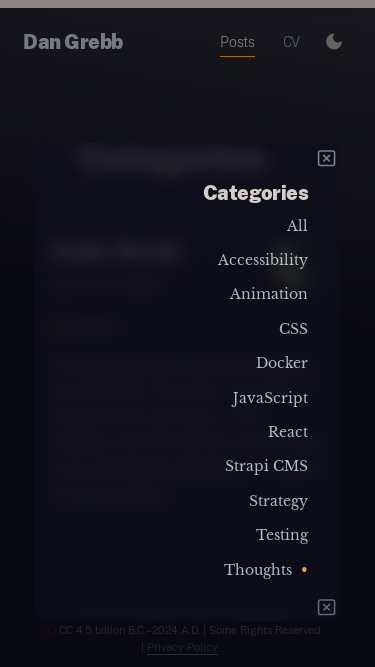 Dan Grebb Posts CV
Categories
Categories
All
Accessibility
Animation
CSS
Docker
JavaScript
React
Strapi CMS
Strategy
Testing
Thoughts •
CC 4.5 billion B.C.–2024 A.D. | Some Rights Reserved
| Privacy Policy